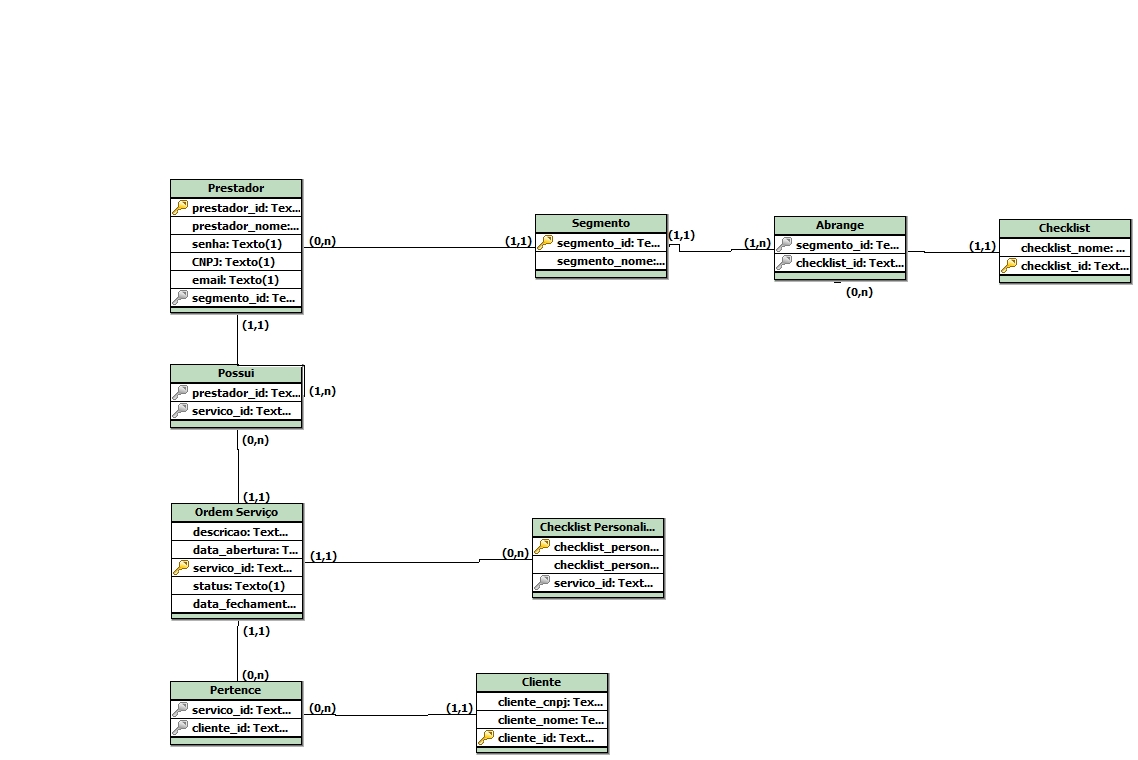 Prestador
prestador_id: Tex...
prestador_nome:...
senha: Texto(1)
CNPJ: Texto(1)
email: Texto(1)
segmento_id: Te...
(0,n)
(1,1)
Segmento
segmento_id: Te...
segmento_nome:...
(1,1)
(1,n)
Abrange
segmento_id: Te...
checklist_id: Text...
(0,n)
(1,1)
Checklist
checklist_nome: ...
checklist_id: Text...
(1,1)
Possui
prestador_id: Tex...
servico_id: Text...
(1,n)
(0,n)
(1,1)
Ordem Serviço
descricao: Text...
data_abertura: T...
servico_id: Text...
status: Texto(1)
data_fechament...
(1,1)
(0,n)
Checklist Personali...
checklist_person...
checklist_person...
servico_id: Text...
(1,1)
(0,n)
Pertence
servico_id: Text...
cliente_id: Text...
(0,n)
(1,1)
Cliente
cliente_cnpj: Tex...
cliente_nome: Te...
cliente_id: Text...